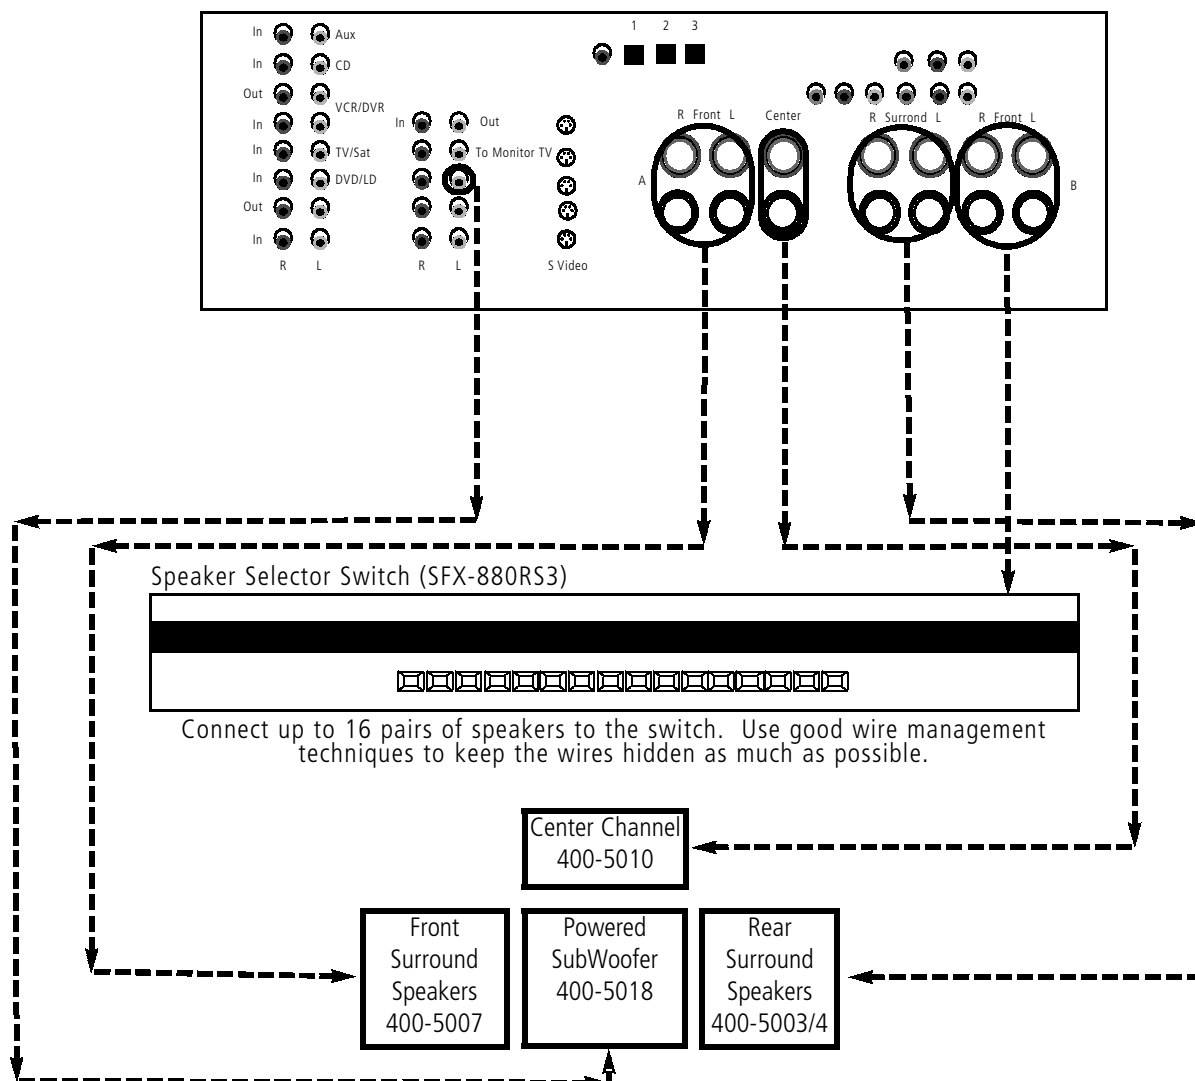 1 2 3
In Aux
In CD
Out
VCR/DVR
In
In TV/Sat
In DVD/LD
Out
In
R L
In Out
To Monitor TV
R L
S Video
R Front L
Center
R Surrond L
R Front L
A
B
Speaker Selector Switch (SFX-880RS3)
Connect up to 16 pairs of speakers to the switch.  Use good wire management
techniques to keep the wires hidden as much as possible.
Center Channel
400-5010
Front
Surround
Speakers
400-5007
Powered
SubWoofer
400-5018
Rear
Surround
Speakers
400-5003/4